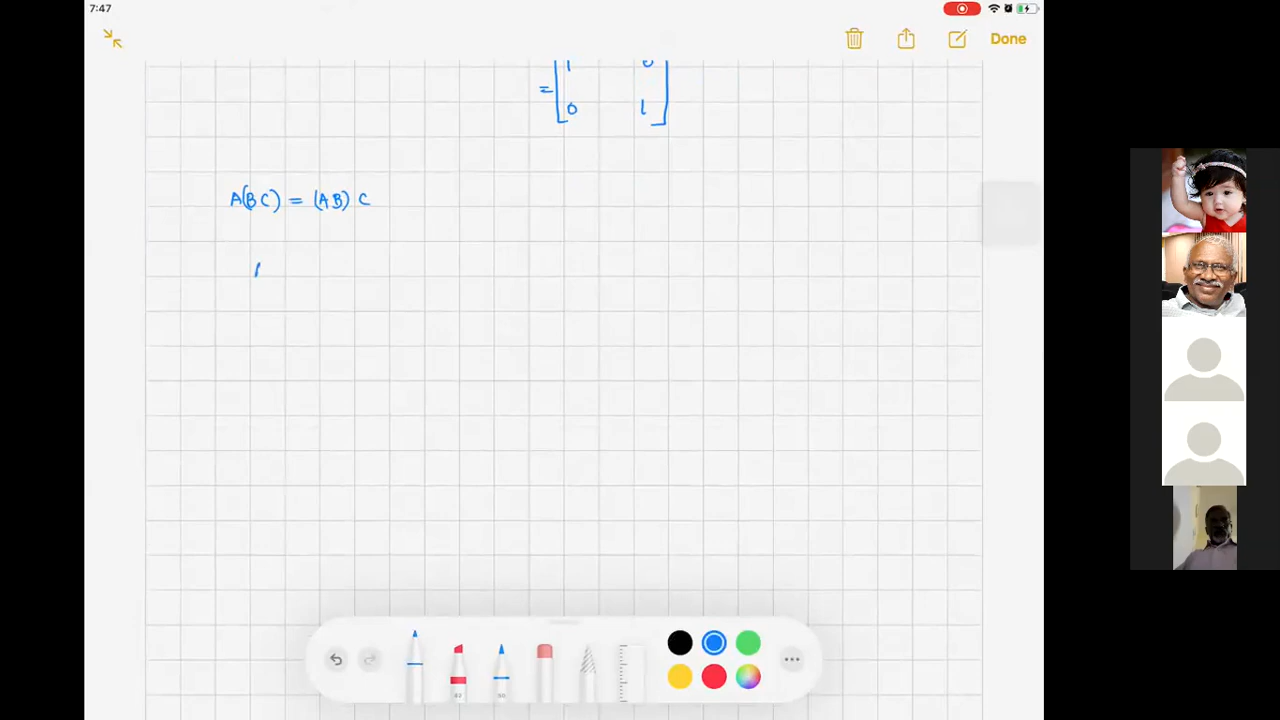 7:47
Done
1 0
=
0 1
A(BC) = (AB) C